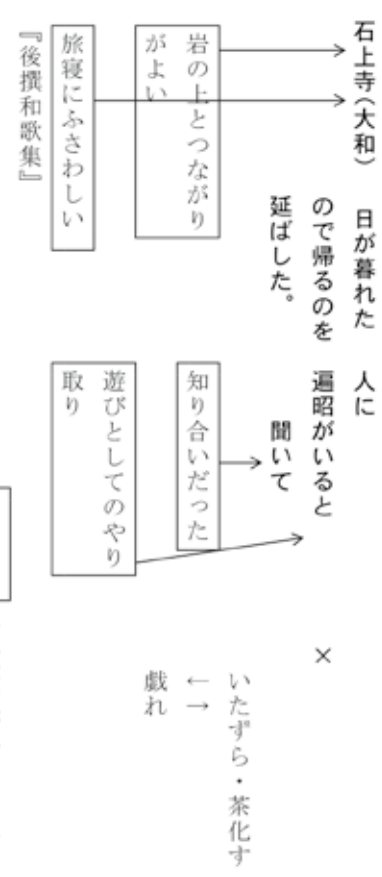 石上寺(大和)
日が暮れた
ので帰るのを
延ばした。
人に
遍昭がいると
聞いて
×
岩の上とつながり
がよい
旅寝にふさわしい
『後撰和歌集』
知り合いだった
遊びとしてのやり
取り
いたずら・茶化す
←→
戯れ